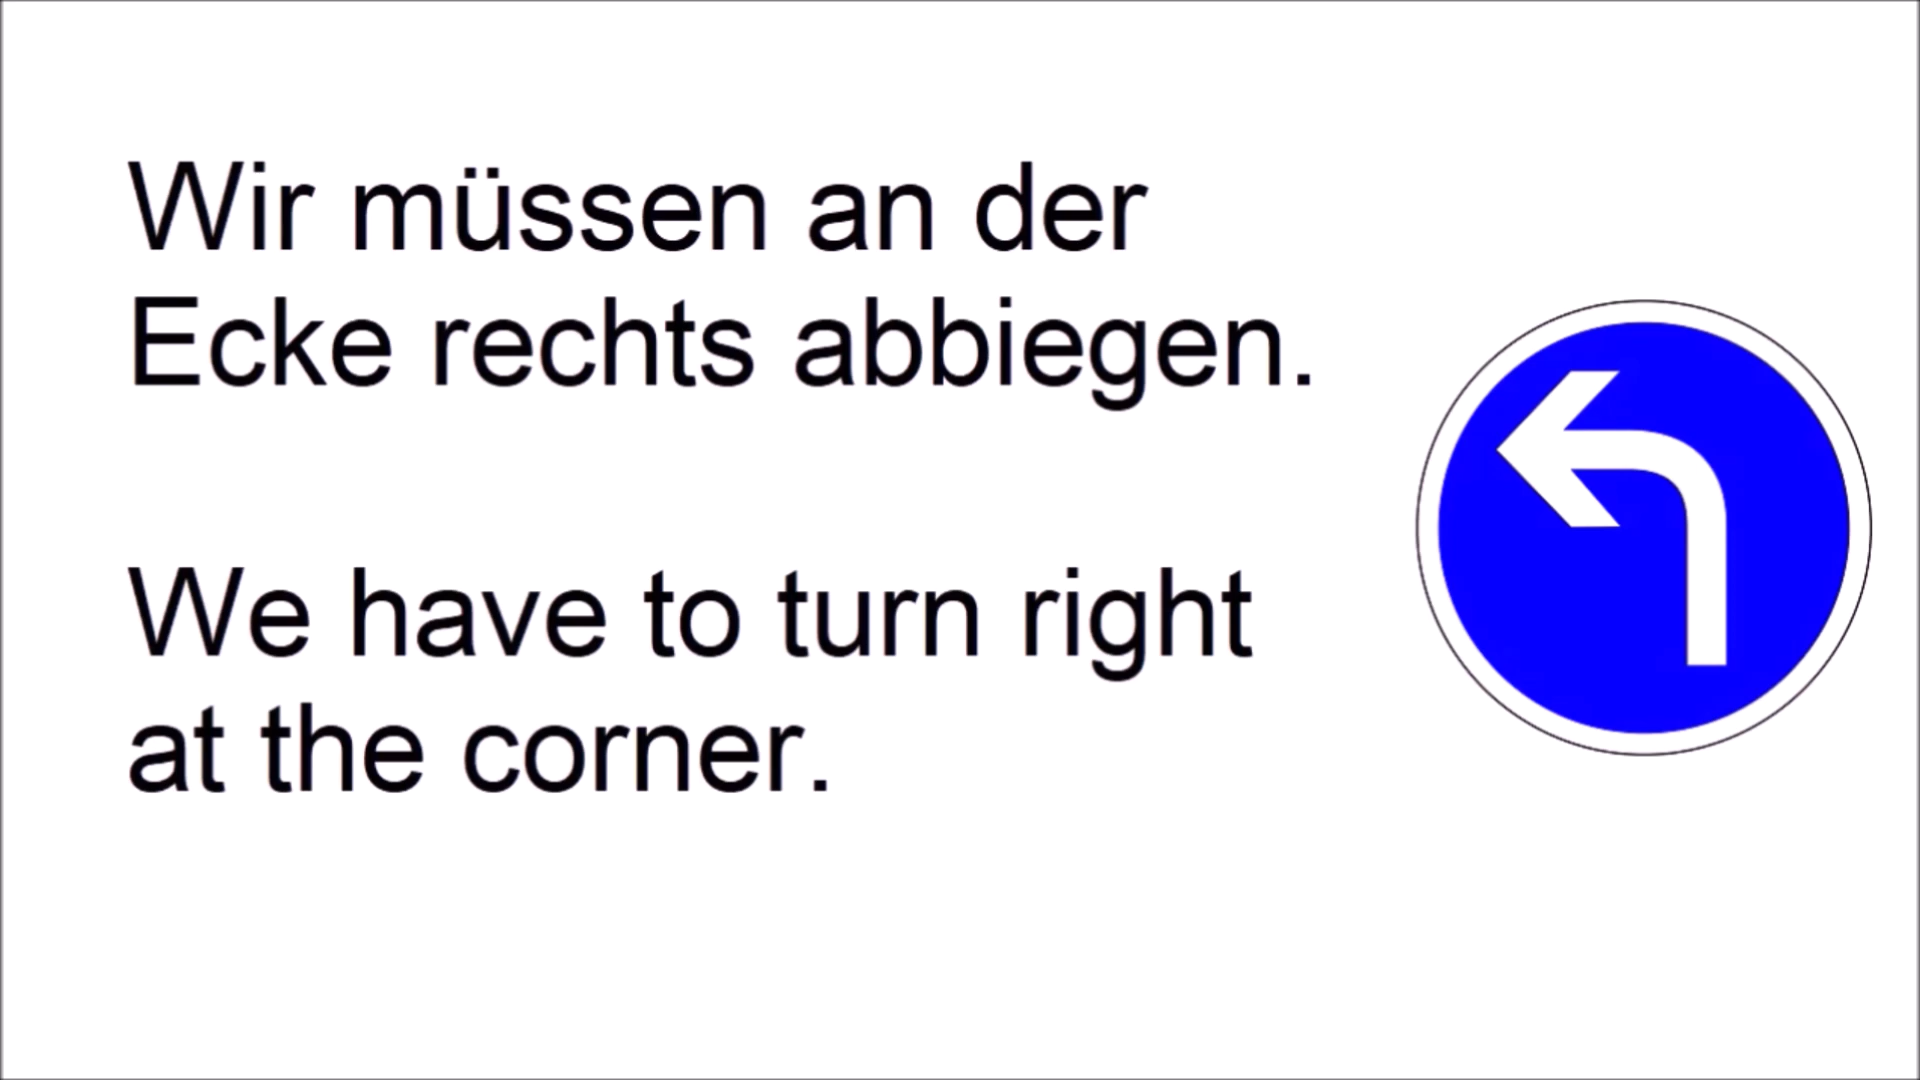 Wir müssen an der
Ecke rechts abbiegen.
We have to turn right
at the corner.